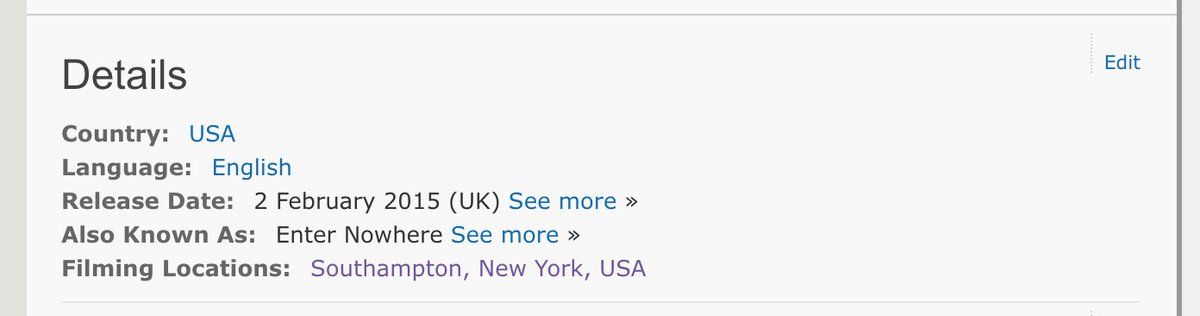 Details
Edit
Country: USA
Language: English
Release Date: 2 February 2015 (UK) See more »
Also Known As: Enter Nowhere See more »
Filming Locations: Southampton, New York, USA